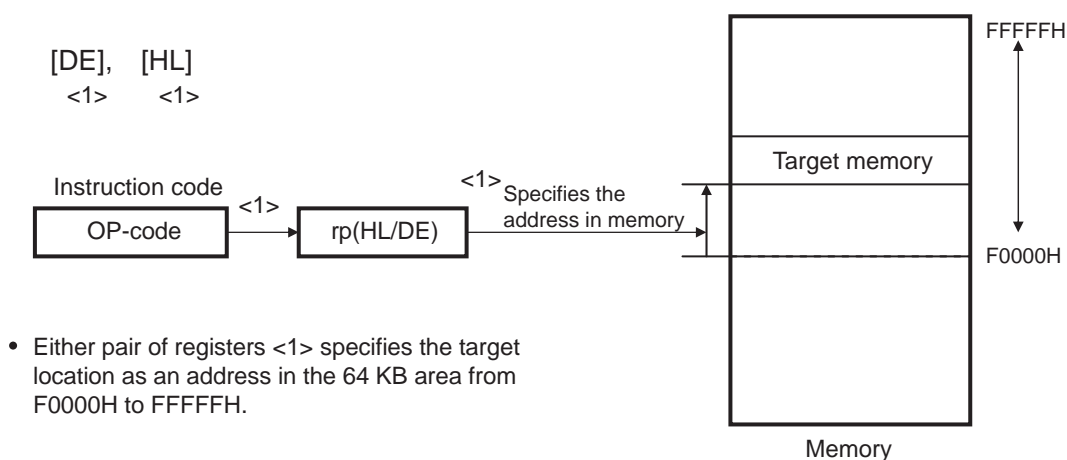 [DE], [HL]
<1> <1>
Instruction code
OP-code
<1>
rp(HL/DE)
<1>
Specifies the
address in memory
Target memory
FFFFFH
F0000H
Memory
• Either pair of registers <1> specifies the target
location as an address in the 64 KB area from
F0000H to FFFFFH.